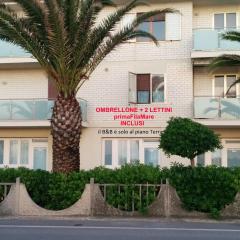 OMBRELLONE + 2 LETTINI
primaFilaMare
INCLUSI
il B&B è solo al piano Terra